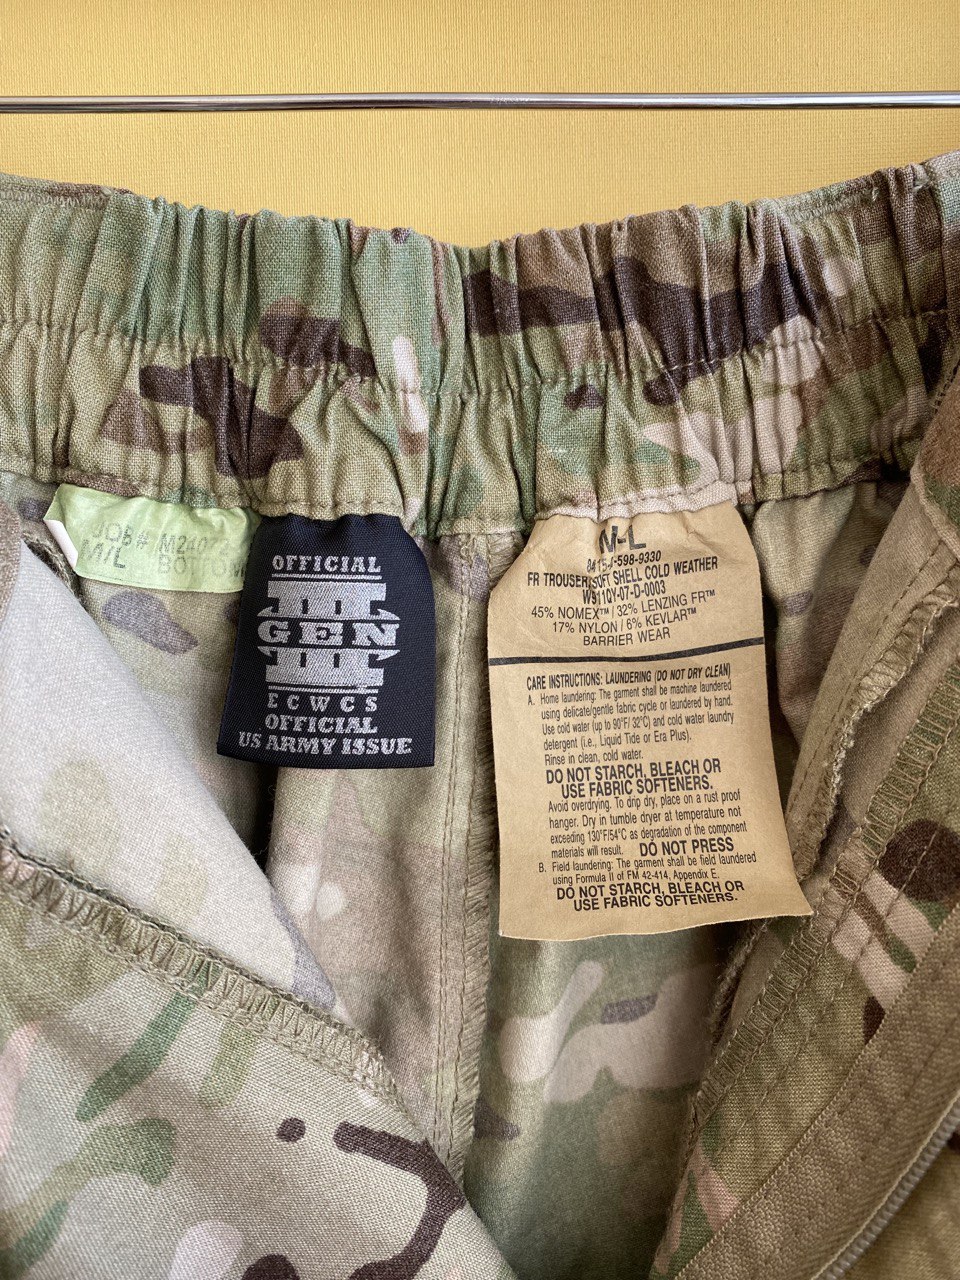 JOB # M24072
M/L
OFFICIAL
III
GEN
III
ECWCS
OFFICIAL
US ARMY ISSUE
M-L
FR TROUSER, SOFT SHELL COLD WEATHER
W911QY-07-D-0003
45% NOMEX™ / 32% LENZING FR™
17% NYLON / 6% KEVLAR™
BARRIER WEAR
CARE INSTRUCTIONS: LAUNDERING (DO NOT DRY CLEAN)
A. Home laundering: The garment shall be machine laundered
using delicate/gentle fabric cycle or laundered by hand.
Use cold water (up to 90°F/ 32°C) and cold water laundry
detergent (i.e., Liquid Tide or Era Plus).
Rinse in clean, cold water.
DO NOT STARCH, BLEACH OR
USE FABRIC SOFTENERS.
Avoid overdrying. To drip dry, place on a rust proof
hanger. Dry in tumble dryer at temperature not
exceeding 130°F/54°C as degradation of the component
materials will result. DO NOT PRESS
B. Field laundering: The garment shall be field laundered
using Formula II of FM 42-414, Appendix E.
DO NOT STARCH, BLEACH OR
USE FABRIC SOFTENERS.